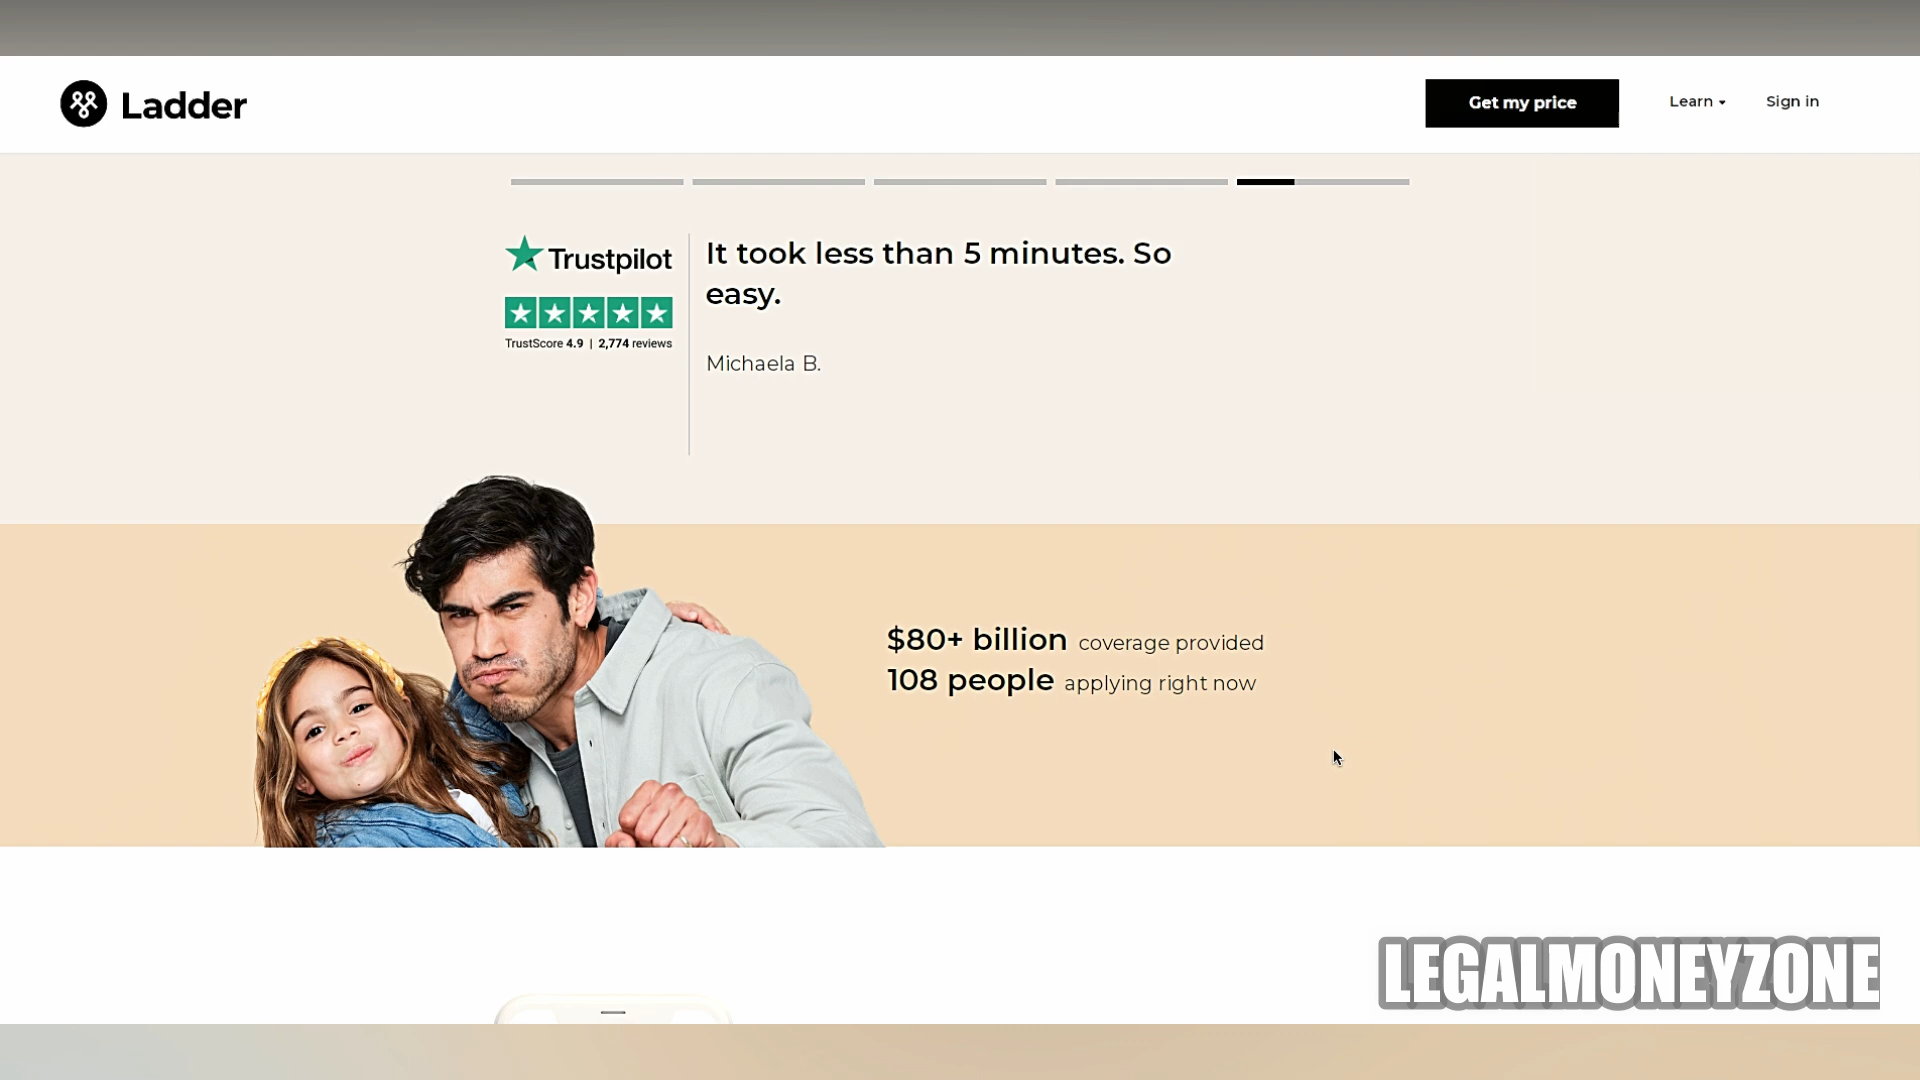 Ladder
Get my price
Learn
Sign in
Trustpilot
TrustScore 4.9 | 2,774 reviews
It took less than 5 minutes. So
easy.
Michaela B.
$80+ billion coverage provided
108 people applying right now
LEGALMONEYZONE